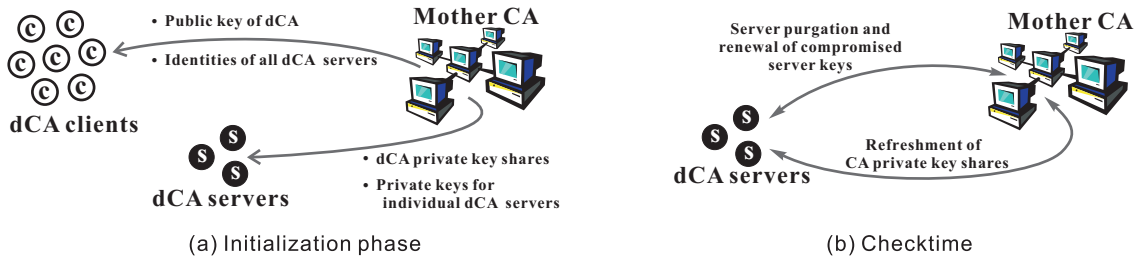 • Public key of dCA
• Identities of all dCA servers
Mother CA
C
C
C
C
C
C
C
dCA clients
S
S
S
dCA servers
• dCA private key shares
• Private keys for
individual dCA servers
(a) Initialization phase
Server purgation and
renewal of compromised
server keys
Mother CA
S
S
S
dCA servers
Refreshment of
CA private key shares
(b) Checktime